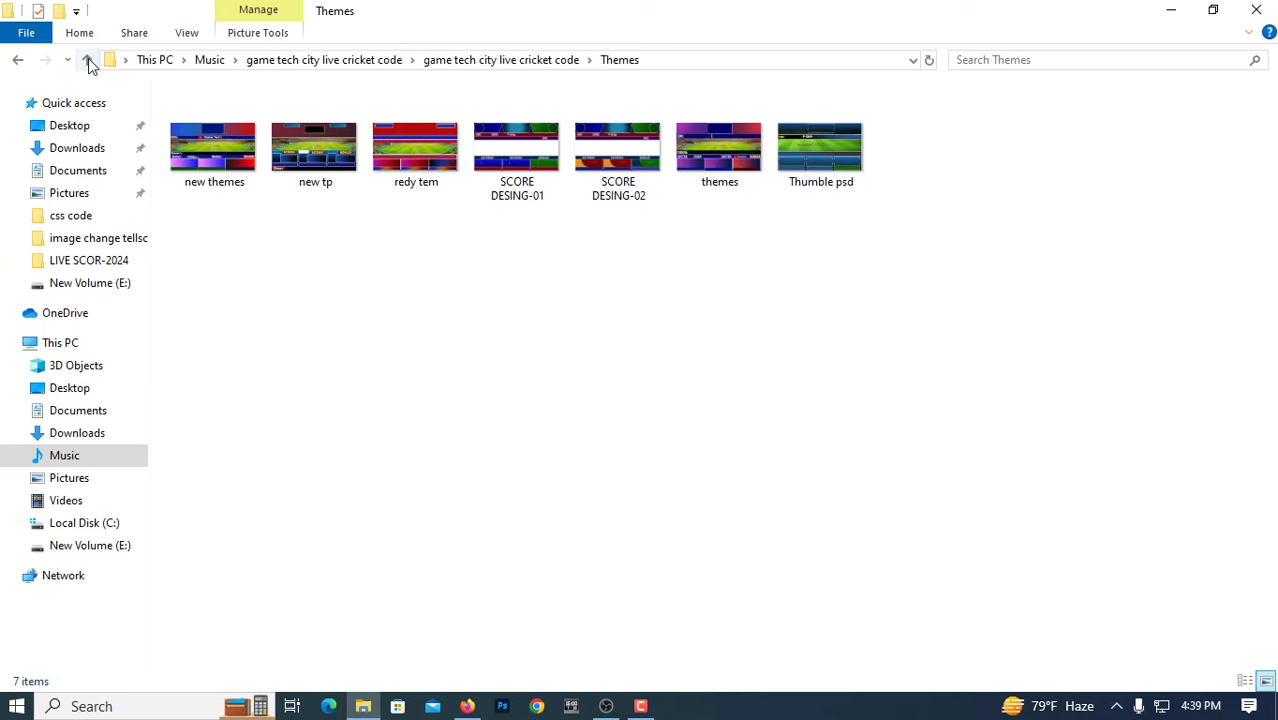 Manage
Themes
File
Home
Share
View
Picture Tools
This PC
Music
game tech city live cricket code
game tech city live cricket code
Themes
Search Themes
Quick access
Desktop
Downloads
Documents
Pictures
css code
image change tellsc
LIVE SCOR-2024
New Volume (E:)
OneDrive
This PC
3D Objects
Desktop
Documents
Downloads
Music
Pictures
Videos
Local Disk (C:)
New Volume (E:)
Network
new themes
new tp
redy tem
SCORE
DESING-01
SCORE
DESING-02
themes
Thumble psd
7 items
Search
79°F Haze
4:39 PM